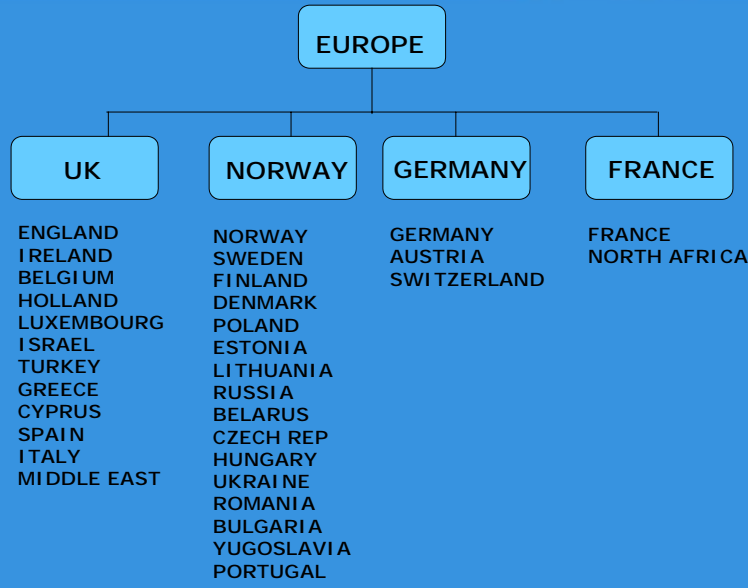 EUROPE
UK
NORWAY
GERMANY
FRANCE
ENGLAND
IRELAND
BELGIUM
HOLLAND
LUXEMBOURG
ISRAEL
TURKEY
GREECE
CYPRUS
SPAIN
ITALY
MIDDLE EAST
NORWAY
SWEDEN
FINLAND
DENMARK
POLAND
ESTONIA
LITHUANIA
RUSSIA
BELARUS
CZECH REP
HUNGARY
UKRAINE
ROMANIA
BULGARIA
YUGOSLAVIA
PORTUGAL
GERMANY
AUSTRIA
SWITZERLAND
FRANCE
NORTH AFRICA